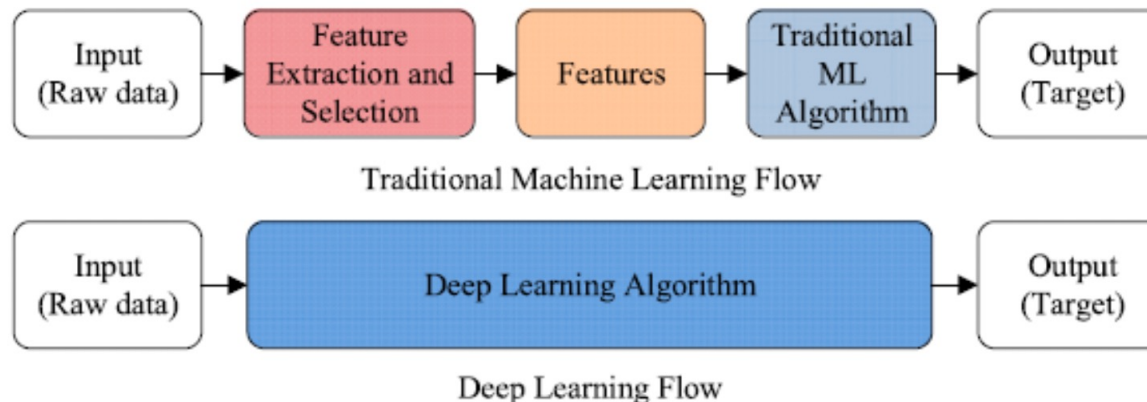 Input
(Raw data)
Feature
Extraction and
Selection
Features
Traditional
ML
Algorithm
Output
(Target)
Traditional Machine Learning Flow
Input
(Raw data)
Deep Learning Algorithm
Output
(Target)
Deep Learning Flow